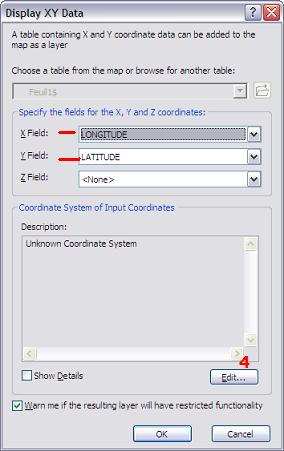 Display XY Data
A table containing X and Y coordinate data can be added to the
map as a layer
Choose a table from the map or browse for another table:
Feuil1$
Specify the fields for the X, Y and Z coordinates:
X Field:
LONGITUDE
Y Field:
LATITUDE
Z Field:
<None>
Coordinate System of Input Coordinates
Description:
Unknown Coordinate System
4
Show Details
Edit...
Warn me if the resulting layer will have restricted functionality
OK
Cancel